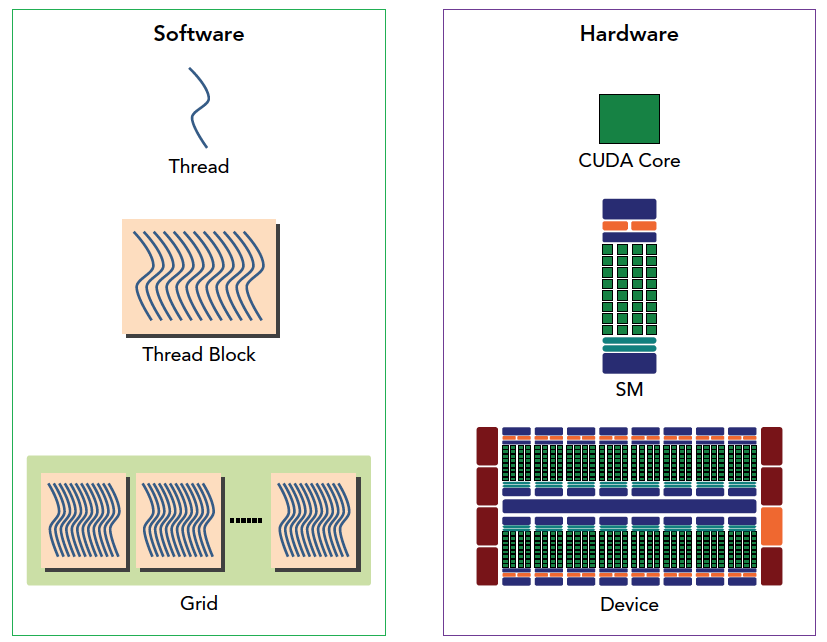 Software
Thread
Thread Block
Grid
Hardware
CUDA Core
SM
Device